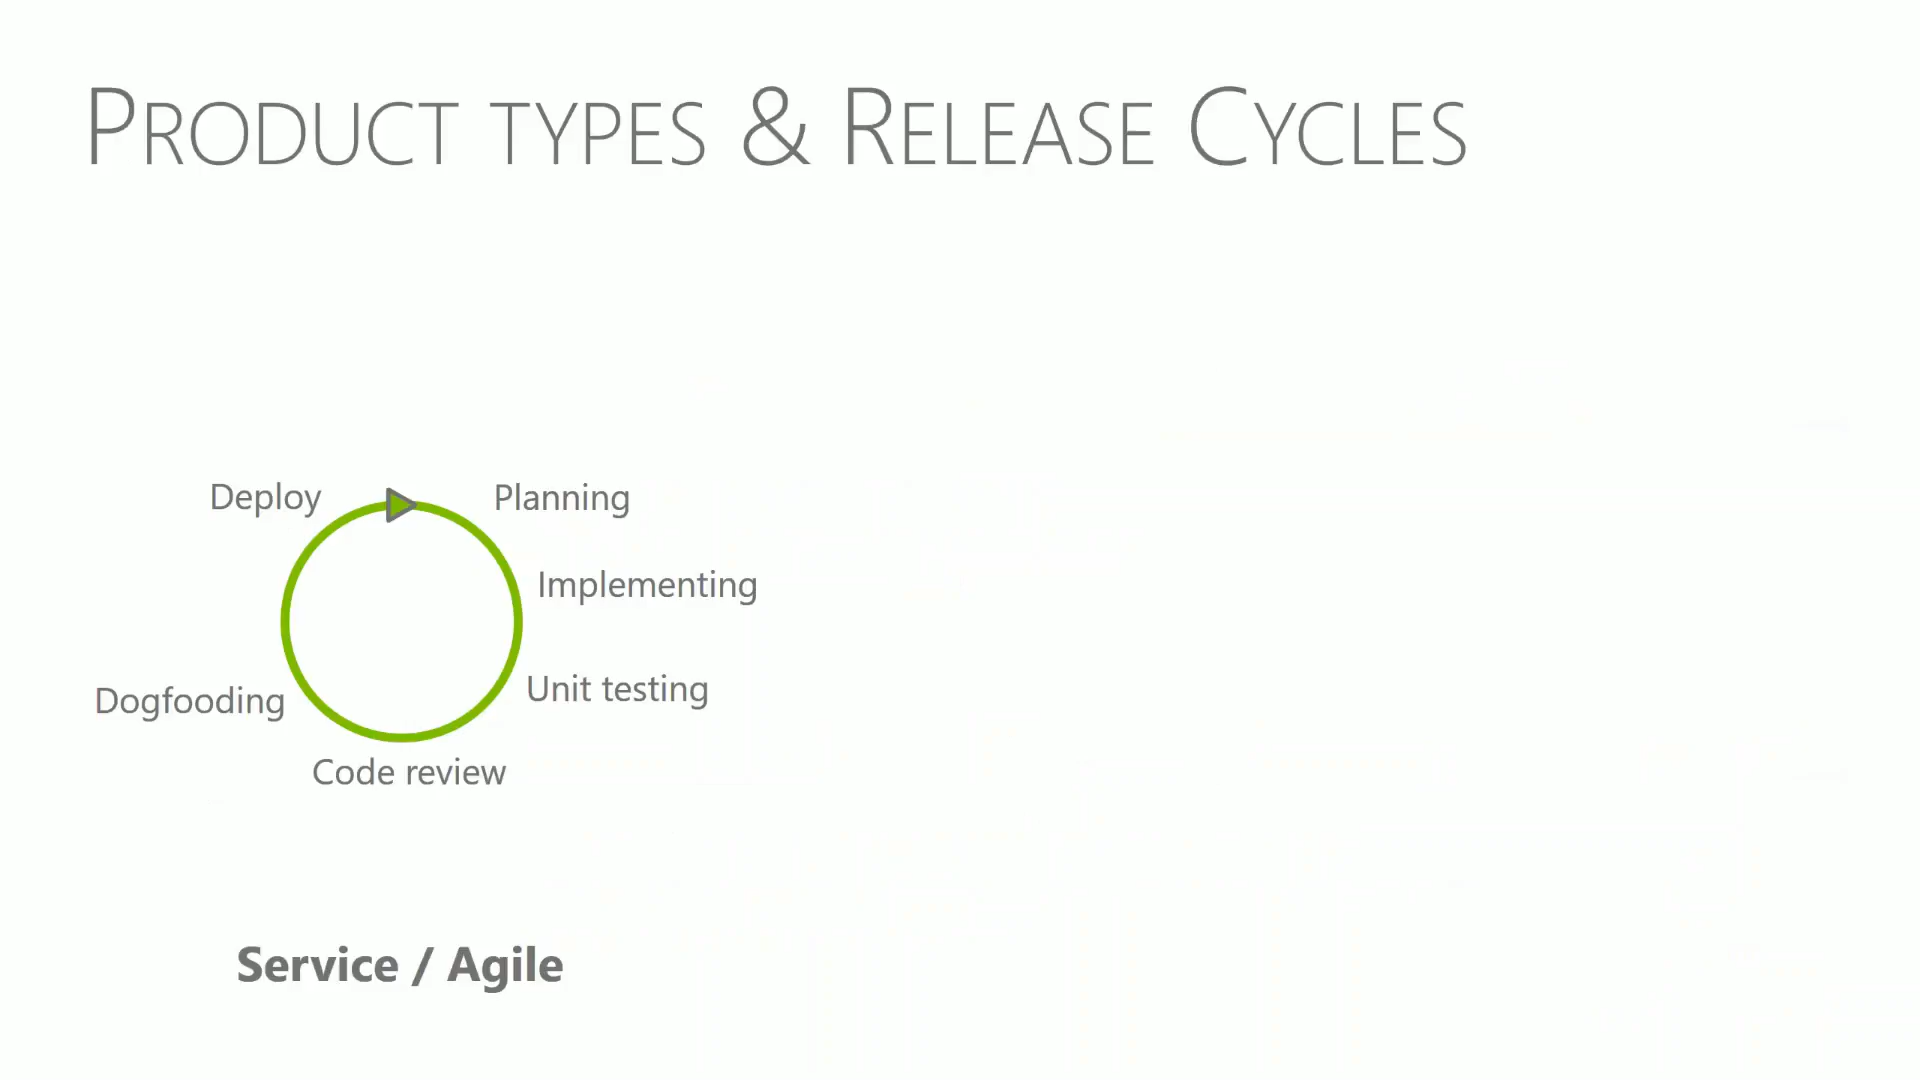 PRODUCT TYPES & RELEASE CYCLES
Deploy
Planning
Implementing
Unit testing
Code review
Dogfooding
Service / Agile